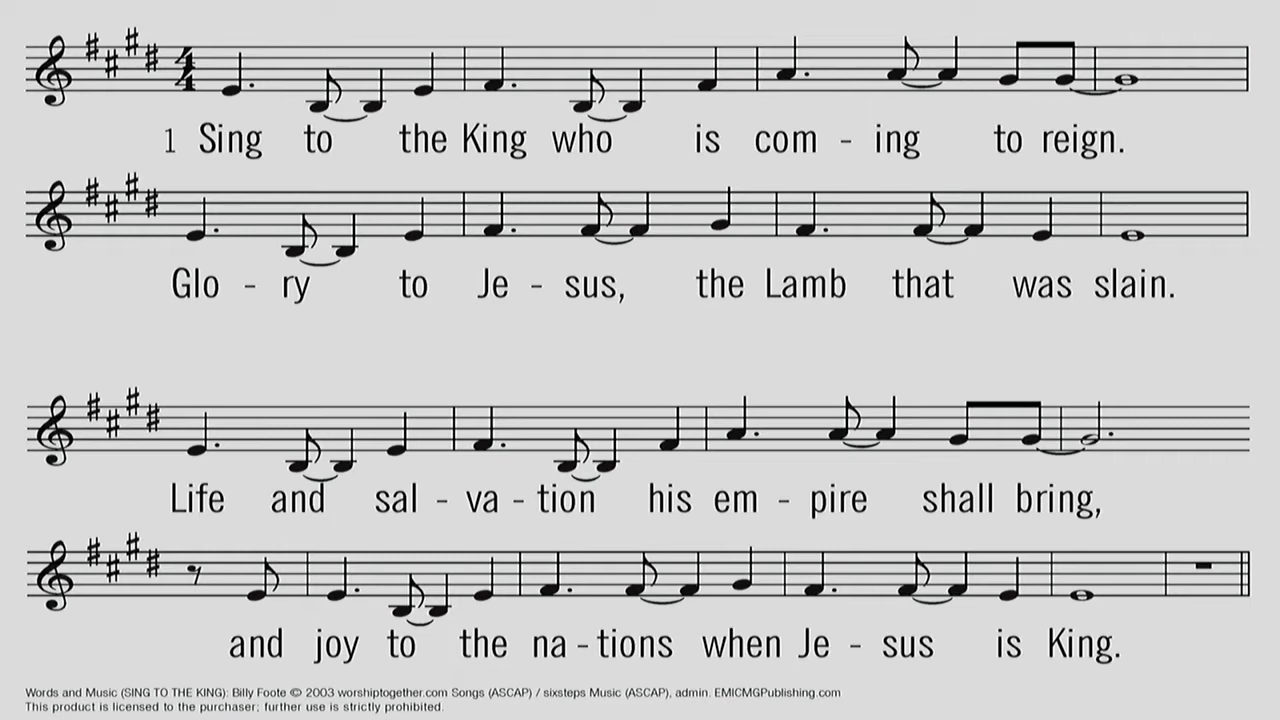 1 Sing to the King who is com - ing to reign.
Glo - ry to Je - sus, the Lamb that was slain.
Life and sal - va - tion his em - pire shall bring,
and joy to the na - tions when Je - sus is King.
Words and Music (SING TO THE KING): Billy Foote © 2003 worshiptogether.com Songs (ASCAP) / sixsteps Music (ASCAP), admin. EMICMGPublishing.com
This product is licensed to the purchaser; further use is strictly prohibited.